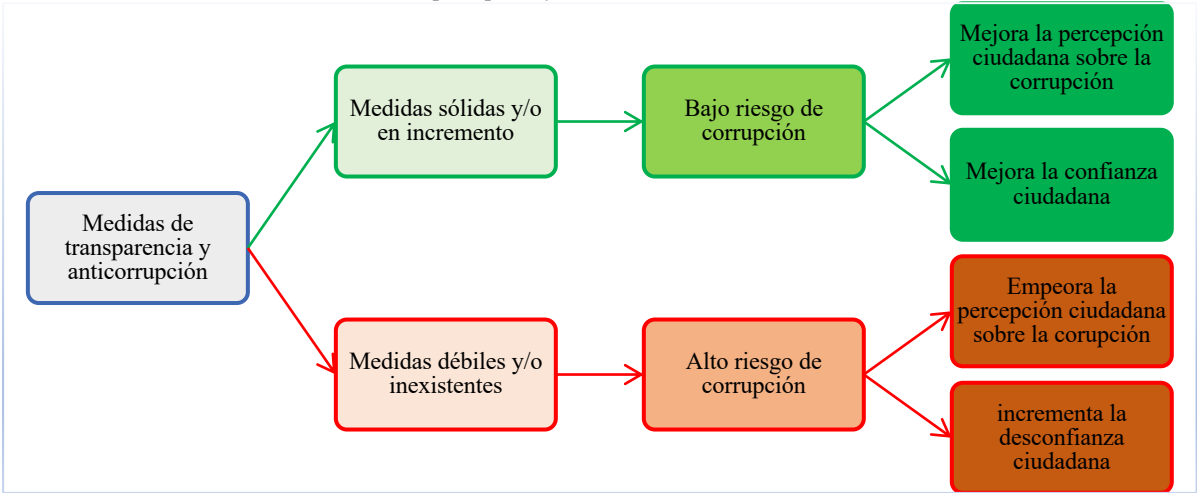 Medidas de
transparencia y
anticorrupción
Medidas sólidas y/o
en incremento
Bajo riesgo de
corrupción
Mejora la percepción
ciudadana sobre la
corrupción
Mejora la confianza
ciudadana
Medidas débiles y/o
inexistentes
Alto riesgo de
corrupción
Empeora la
percepción ciudadana
sobre la corupción
incrementa la
desconfianza
ciudadana